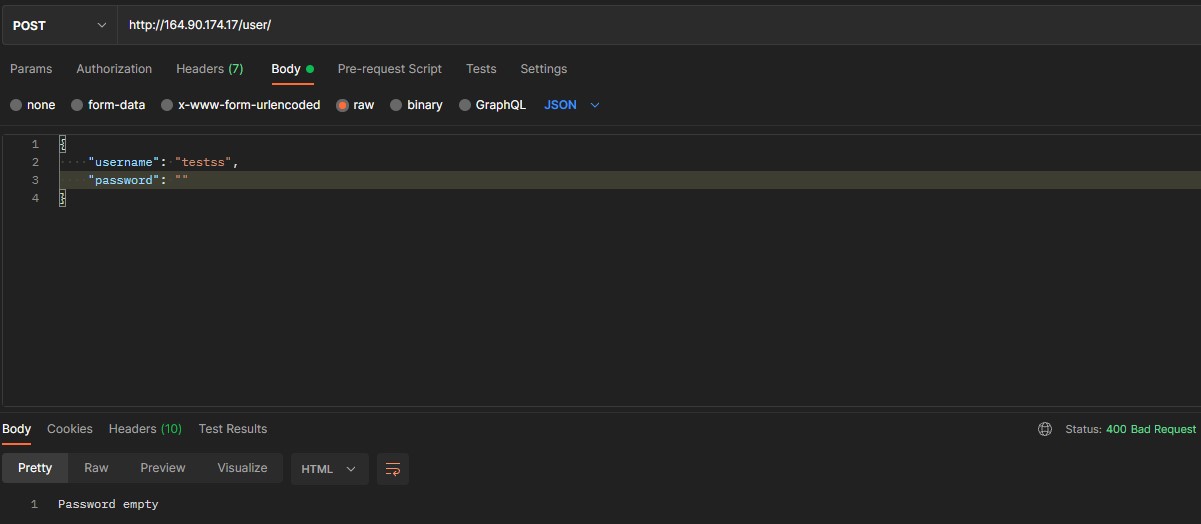 POST http://164.90.174.17/user/
Params Authorization Headers (7) Body Pre-request Script Tests Settings
none form-data x-www-form-urlencoded raw binary GraphQL JSON
1 {
2 "username": "testss",
3 "password": ""
4 }
Body Cookies Headers (10) Test Results Status: 400 Bad Request
Pretty Raw Preview Visualize HTML
1 Password empty